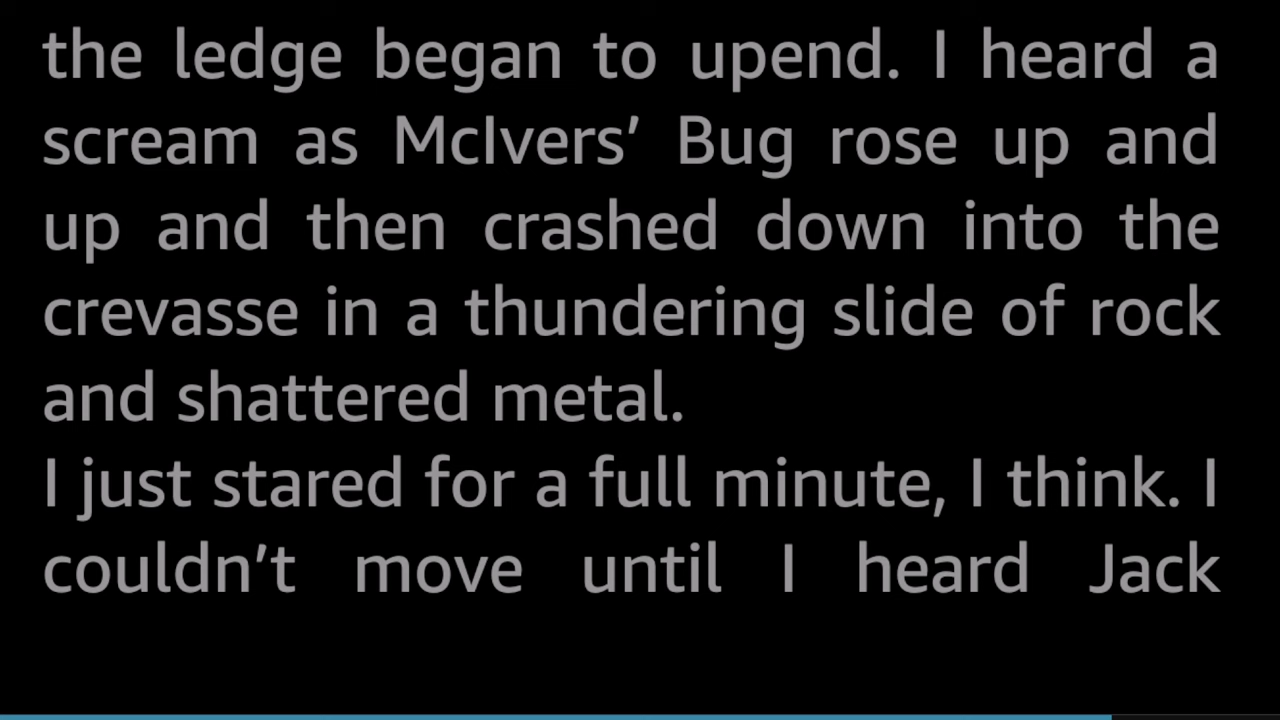 the ledge began to upend. I heard a
scream as McIvers’ Bug rose up and
up and then crashed down into the
crevasse in a thundering slide of rock
and shattered metal.
I just stared for a full minute, I think. I
couldn’t move until I heard Jack